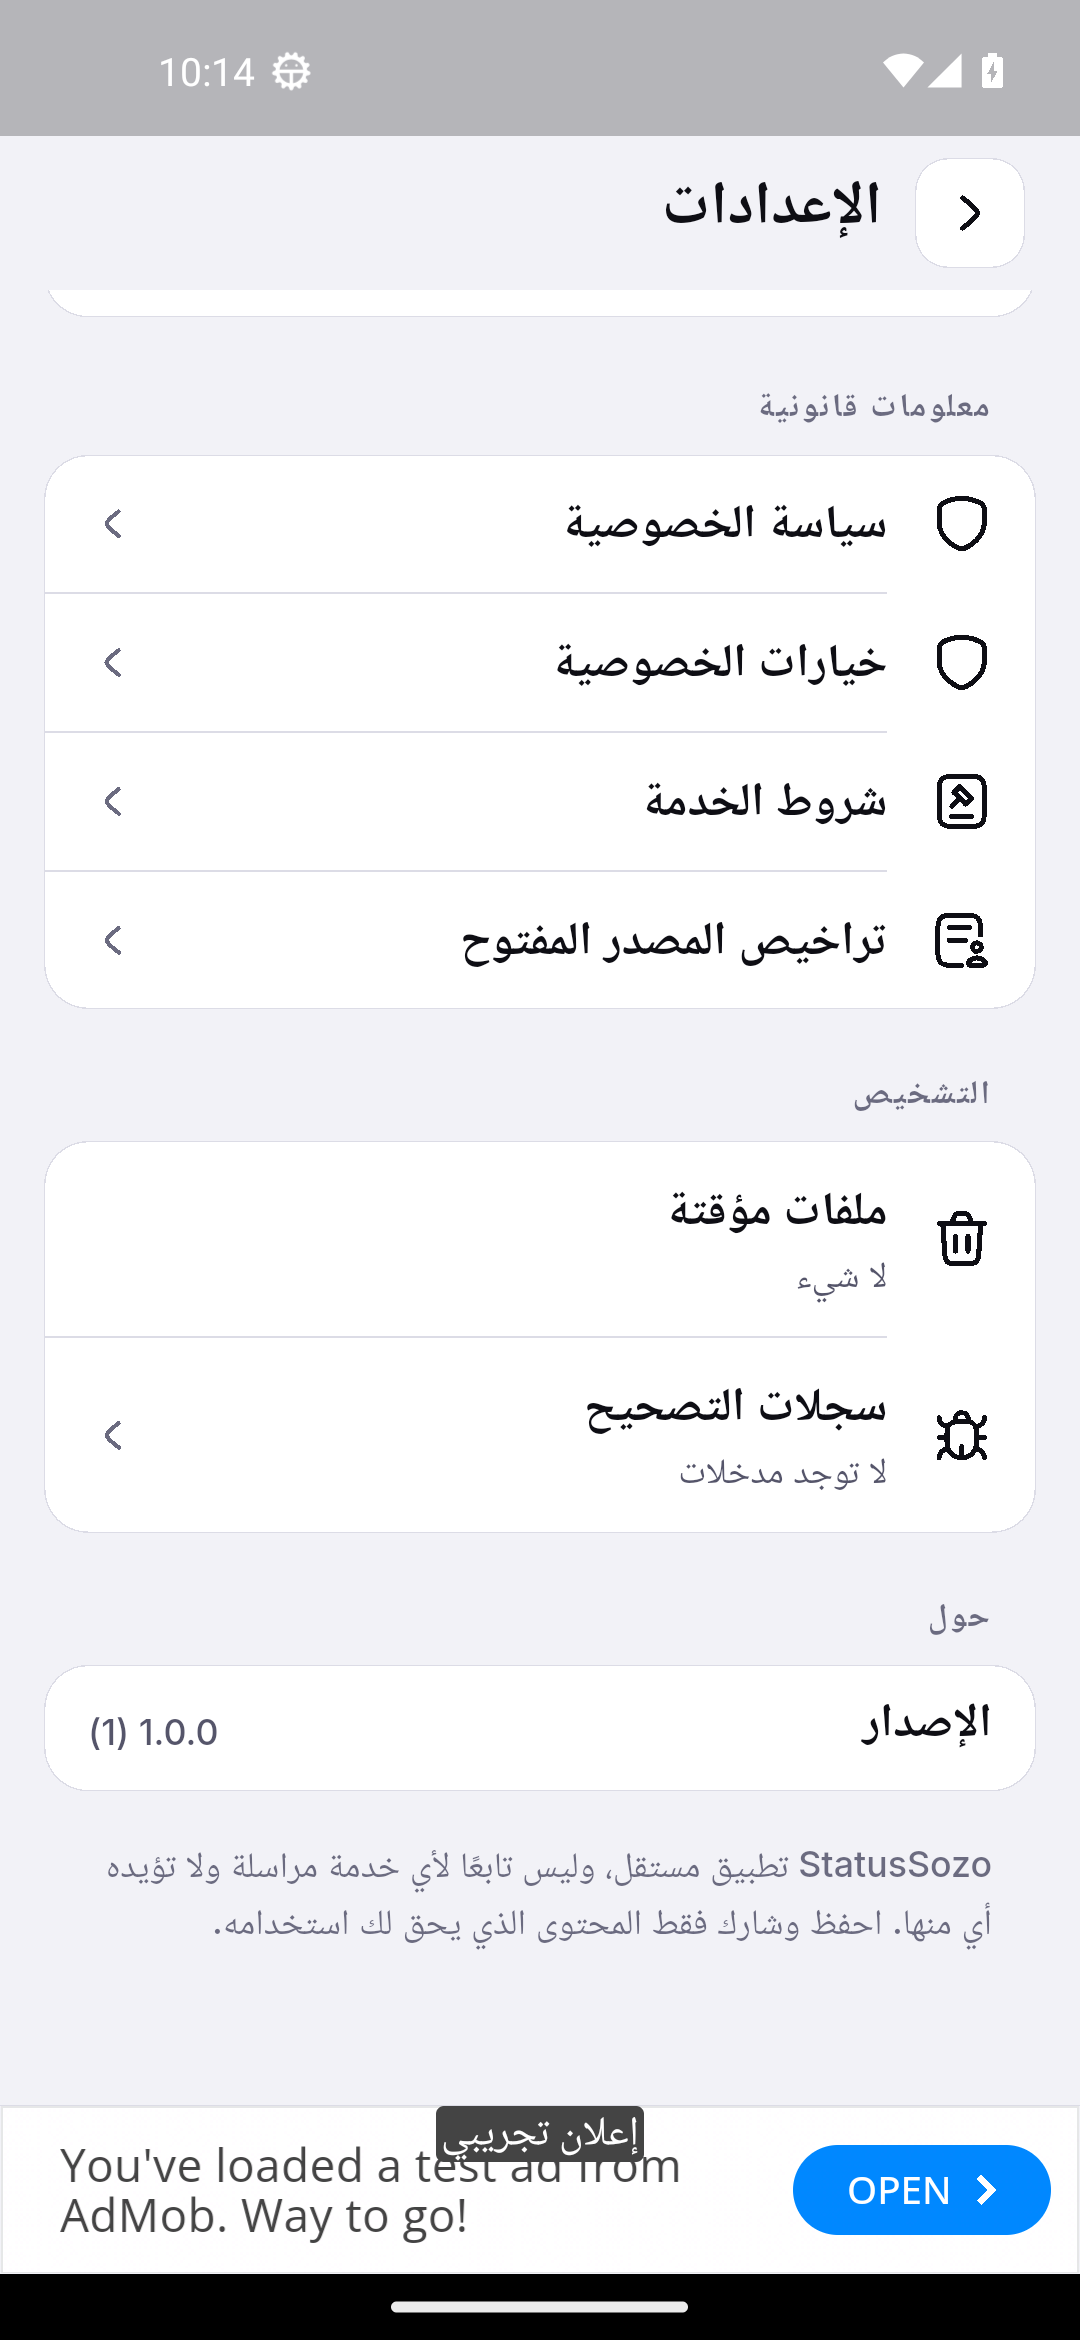 10:14
الإعدادات
معلومات قانونية
سياسة الخصوصية
خيارات الخصوصية
شروط الخدمة
تراخيص المصدر المفتوح
التشخيص
ملفات مؤقتة
لا شيء
سجلات التصحيح
لا توجد مدخلات
حول
الإصدار
1.0.0 (1)
StatusSozo تطبيق مستقل، وليس تابعًا لأي خدمة مراسلة ولا تؤيده
أي منها. احفظ وشارك فقط المحتوى الذي يحق لك استخدامه.
إعلان تجريبي
You've loaded a test ad from
AdMob. Way to go!
OPEN